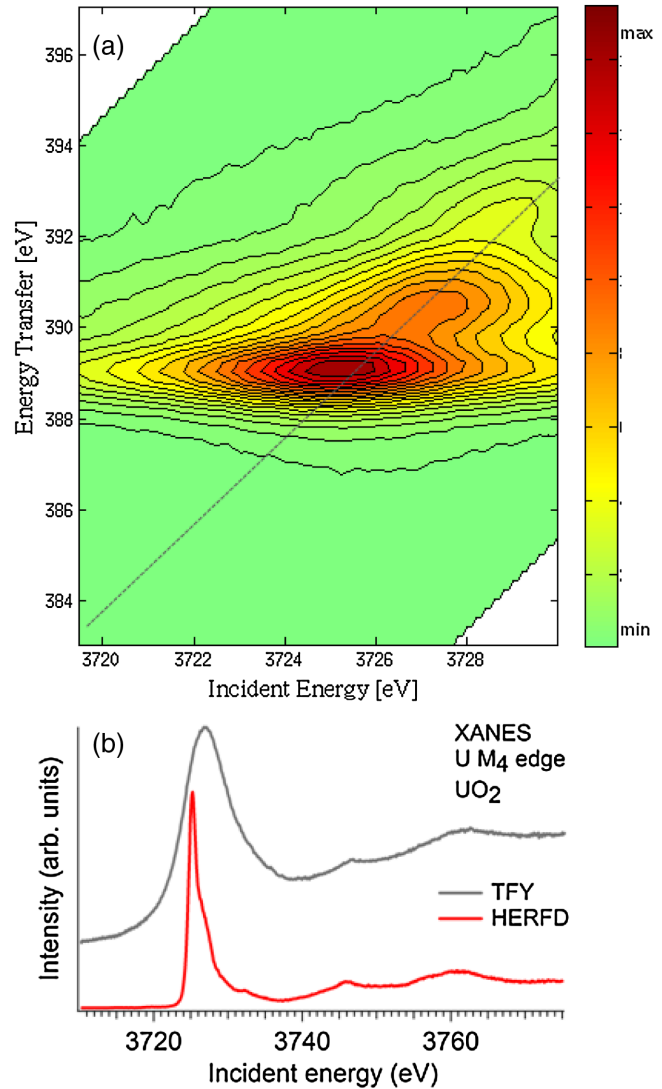 (a)
396
394
392
390
388
386
384
Energy Transfer [eV]
3720 3722 3724 3726 3728
Incident Energy [eV]
max
min
(b)
XANES
U M4 edge
UO2
TFY
HERFD
Intensity (arb. units)
3720 3740 3760
Incident energy (eV)